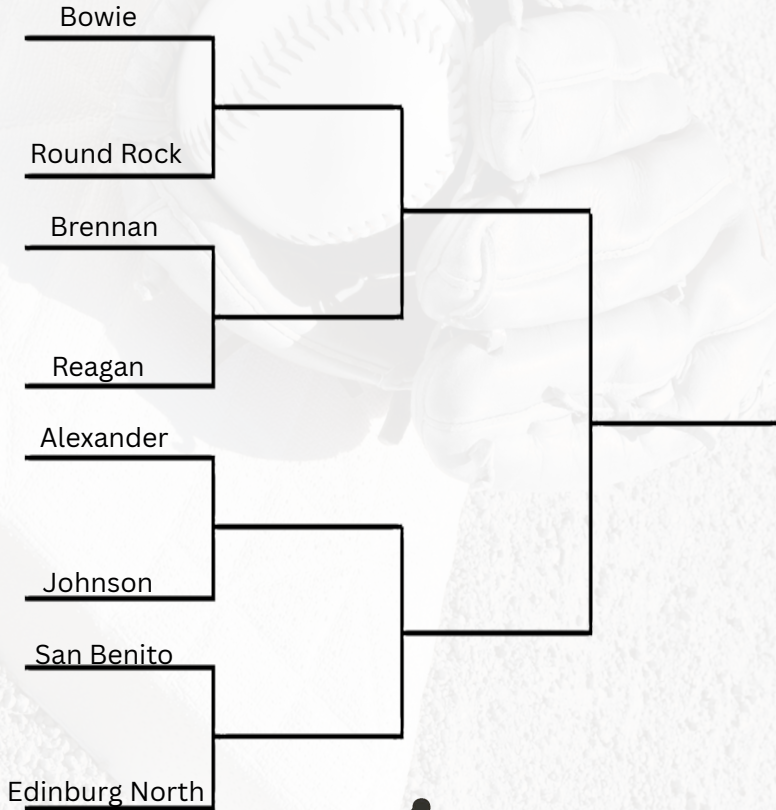 Bowie
Round Rock
Brennan
Reagan
Alexander
Johnson
San Benito
Edinburg North